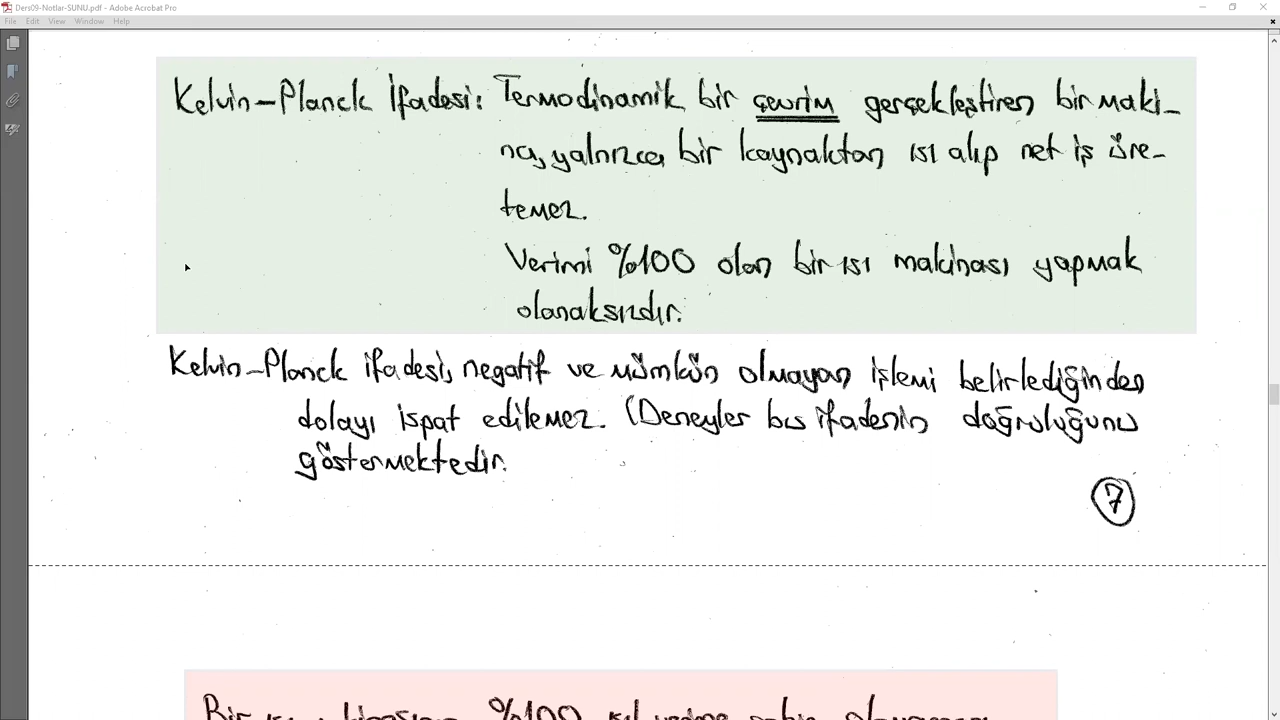 Ders09-Notlar-SUNU.pdf - Adobe Acrobat Pro
File Edit View Window Help
Kelvin-Planck İfadesi: Termodinamik bir çevrim gerçekleştiren bir maki-
na, yalnızca bir kaynaktan ısı alıp net iş üre-
temez.
Verimi %100 olan bir ısı makinası yapmak
olanaksızdır.
Kelvin-Planck ifadesi, negatif ve mümkün olmayan işlemi belirlediğinden
dolayı ispat edilemez. (Deneyler bu ifadenin doğruluğunu
göstermektedir.
7
Bir %100